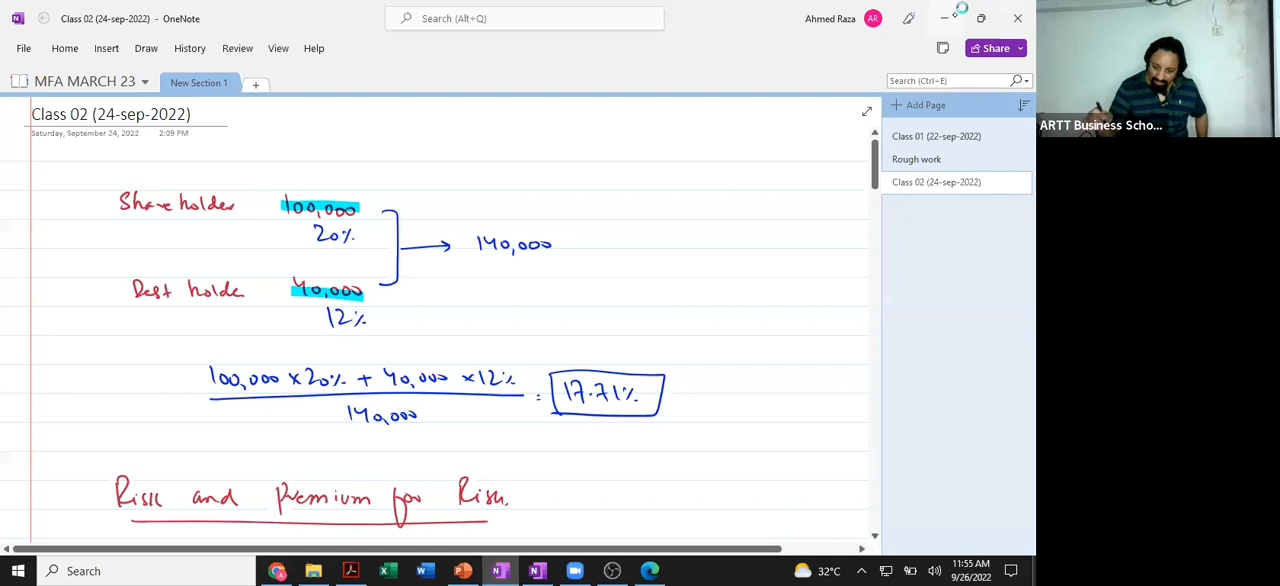 Class 02 (24-sep-2022) - OneNote
Search (Alt+Q)
Ahmed Raza AR
File Home Insert Draw History Review View Help
Share
MFA MARCH 23
New Section 1
+
Search (Ctrl+E)
Class 02 (24-sep-2022)
Saturday, September 24, 2022 2:09 PM
+ Add Page
Class 01 (22-sep-2022)
Rough work
Class 02 (24-sep-2022)
ARTT Business Scho...
Share holder 100,000
20%
140,000
Debt holder 40,000
12%
100,000 x 20% + 40,000 x 12%
140,000
= 17.71%
Risk and Premium for Risk
Search
32°C
11:55 AM
9/26/2022